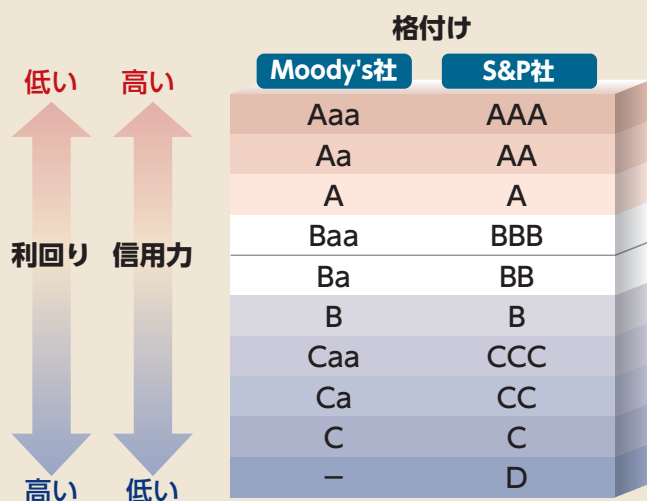 格付け
Moody's社 S&P社
低い 高い
Aaa AAA
Aa AA
A A
Baa BBB
利回り 信用力
Ba BB
B B
Caa CCC
Ca CC
C C
– D
高い 低い